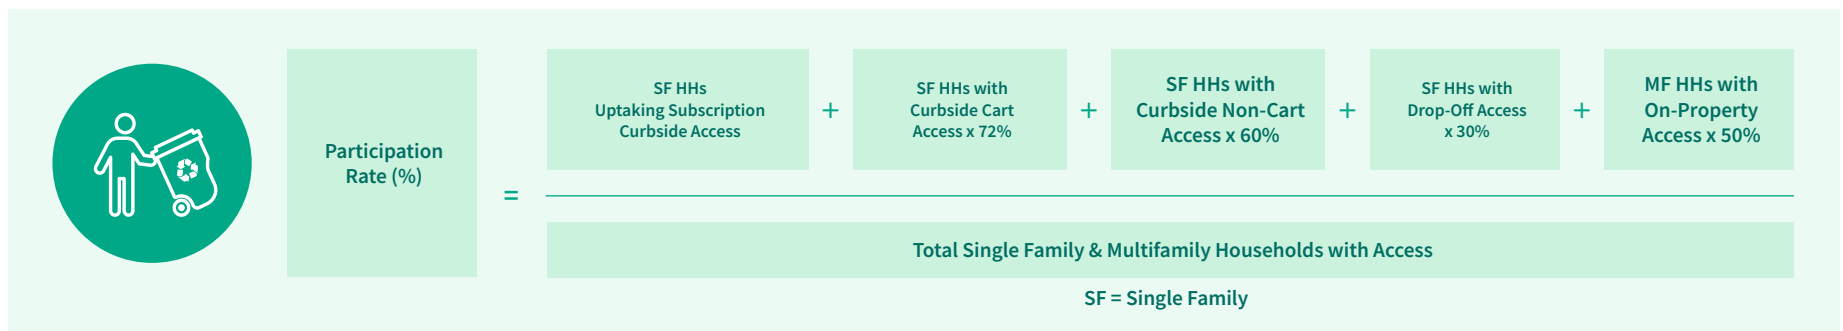 Participation
Rate (%)
=
SF HHs
Uptaking Subscription
Curbside Access
+
SF HHs with
Curbside Cart
Access x 72%
+
SF HHs with
Curbside Non-Cart
Access x 60%
+
SF HHs with
Drop-Off Access
x 30%
+
MF HHs with
On-Property
Access x 50%
Total Single Family & Multifamily Households with Access
SF = Single Family